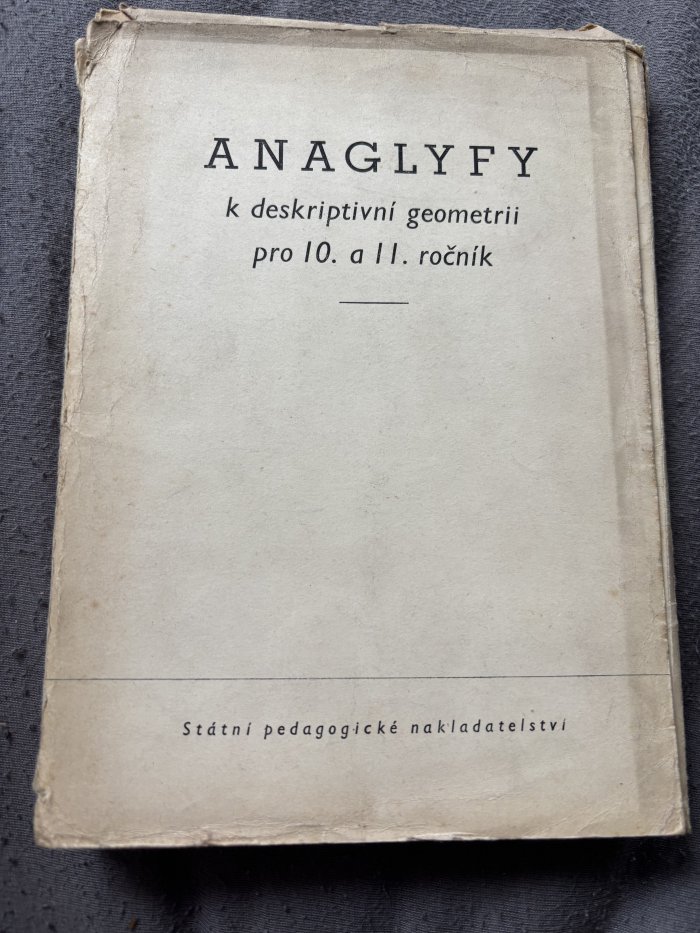 ANAGLYFY
k deskriptivní geometrii
pro 10. a 11. ročník
Státní pedagogické nakladatelství